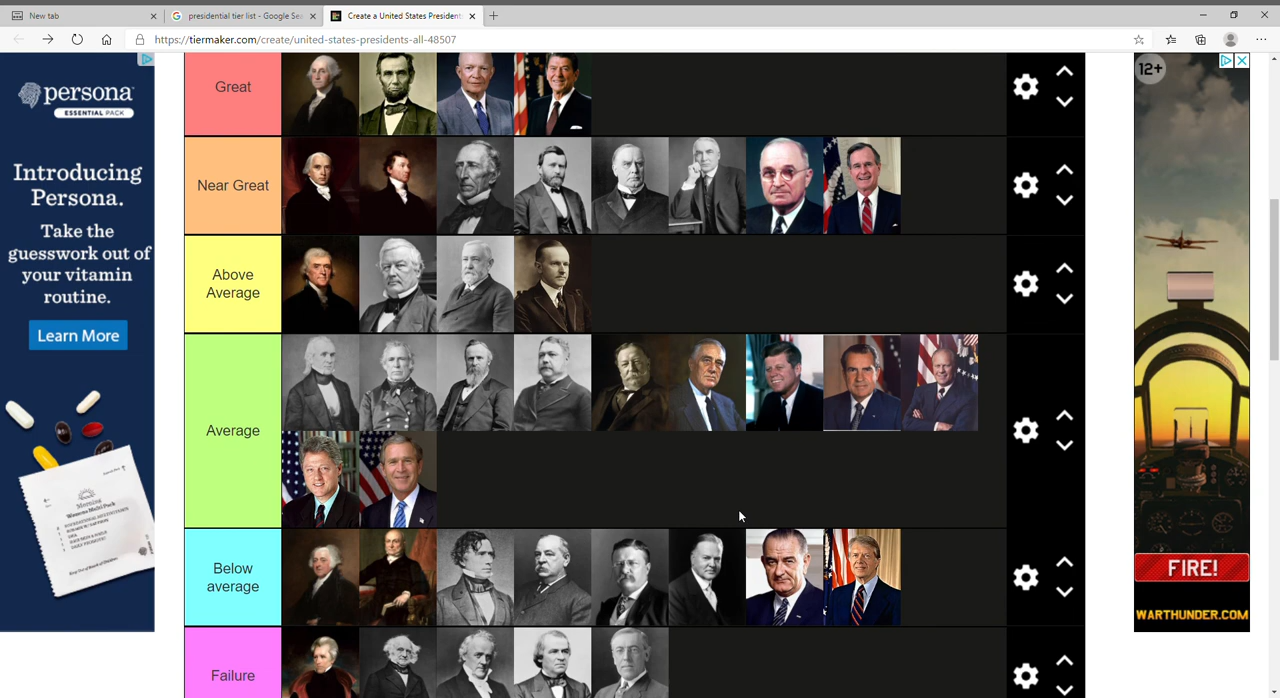 New tab
presidential tier list - Google Sea
Create a United States President
https://tiermaker.com/create/united-states-presidents-all-48507
persona
ESSENTIAL PACK
Introducing
Persona.
Take the
guesswork out of
your vitamin
routine.
Learn More
Great
Near Great
Above
Average
Average
Below
average
Failure
12+
FIRE!
WARTHUNDER.COM